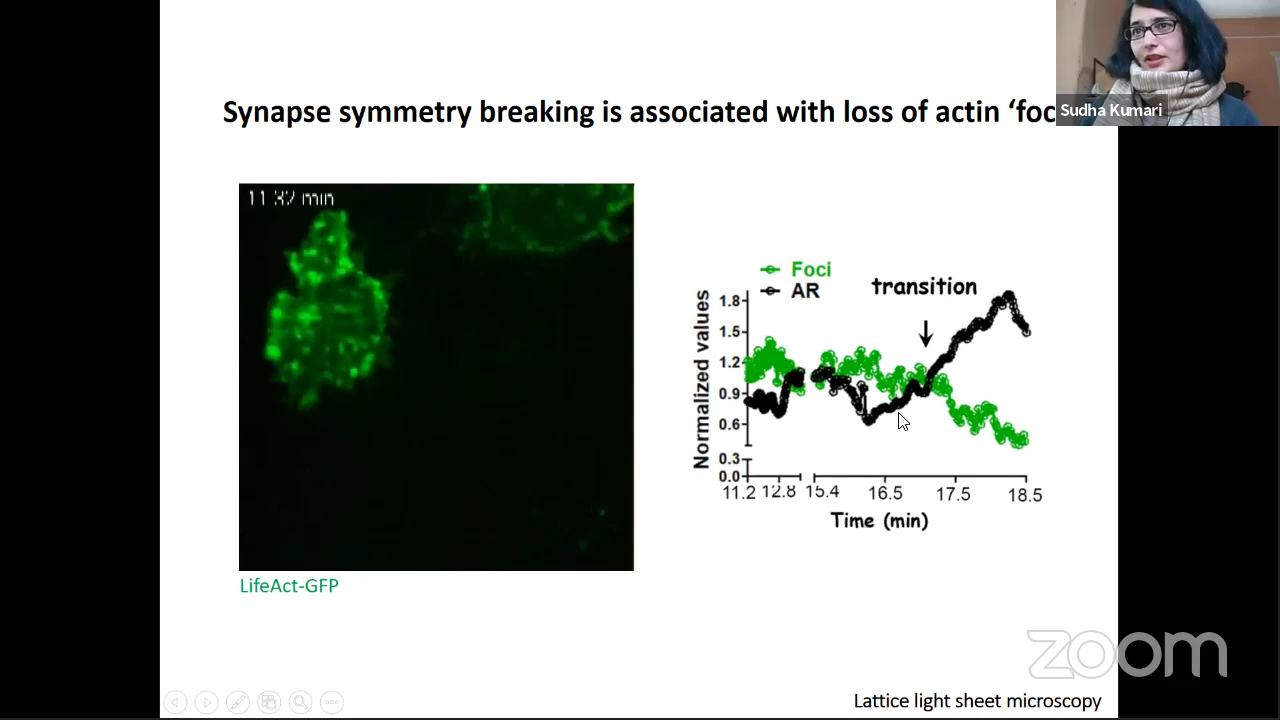 Sudha Kumari
Synapse symmetry breaking is associated with loss of actin ‘foc
11 32 min
Foci
AR
transition
Normalized values
1.8
1.5
1.2
0.9
0.6
0.3
0.0
11.2 12.8 15.4 16.5 17.5 18.5
Time (min)
LifeAct-GFP
zoom
Lattice light sheet microscopy